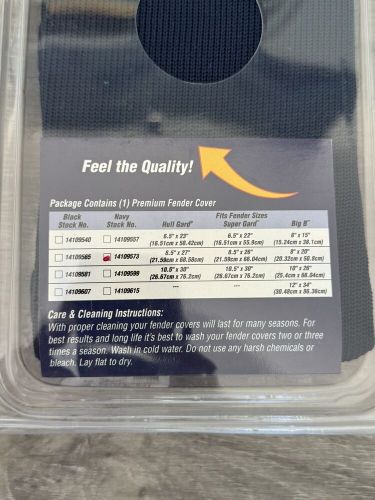 Feel the Quality!
Package Contains (1) Premium Fender Cover
Black Navy Fits Fender Sizes
Stock No. Stock No. Hull Gard™ Super Gard™ Big B™
14109540 14109557 6.5" x 23" 6.5" x 22" 6" x 15"
(16.51cm x 58.42cm) (16.51cm x 55.9cm) (15.24cm x 38.1cm)
14109565 14109573 8.5" x 27" 8.5" x 26" 8" x 20"
(21.59cm x 68.58cm) (21.59cm x 66.04cm) (20.32cm x 50.8cm)
14109581 14109599 10.5" x 30" 10.5" x 30" 10" x 26"
(26.67cm x 76.2cm) (26.67cm x 76.2cm) (25.4cm x 66.04cm)
14109607 14109615 --- --- 12" x 34"
(30.48cm x 86.36cm)
Care & Cleaning Instructions:
With proper cleaning your fender covers will last for many seasons. For
best results and long life it's best to wash your fender covers two or three
times a season. Wash in cold water. Do not use any harsh chemicals or
bleach. Lay flat to dry.